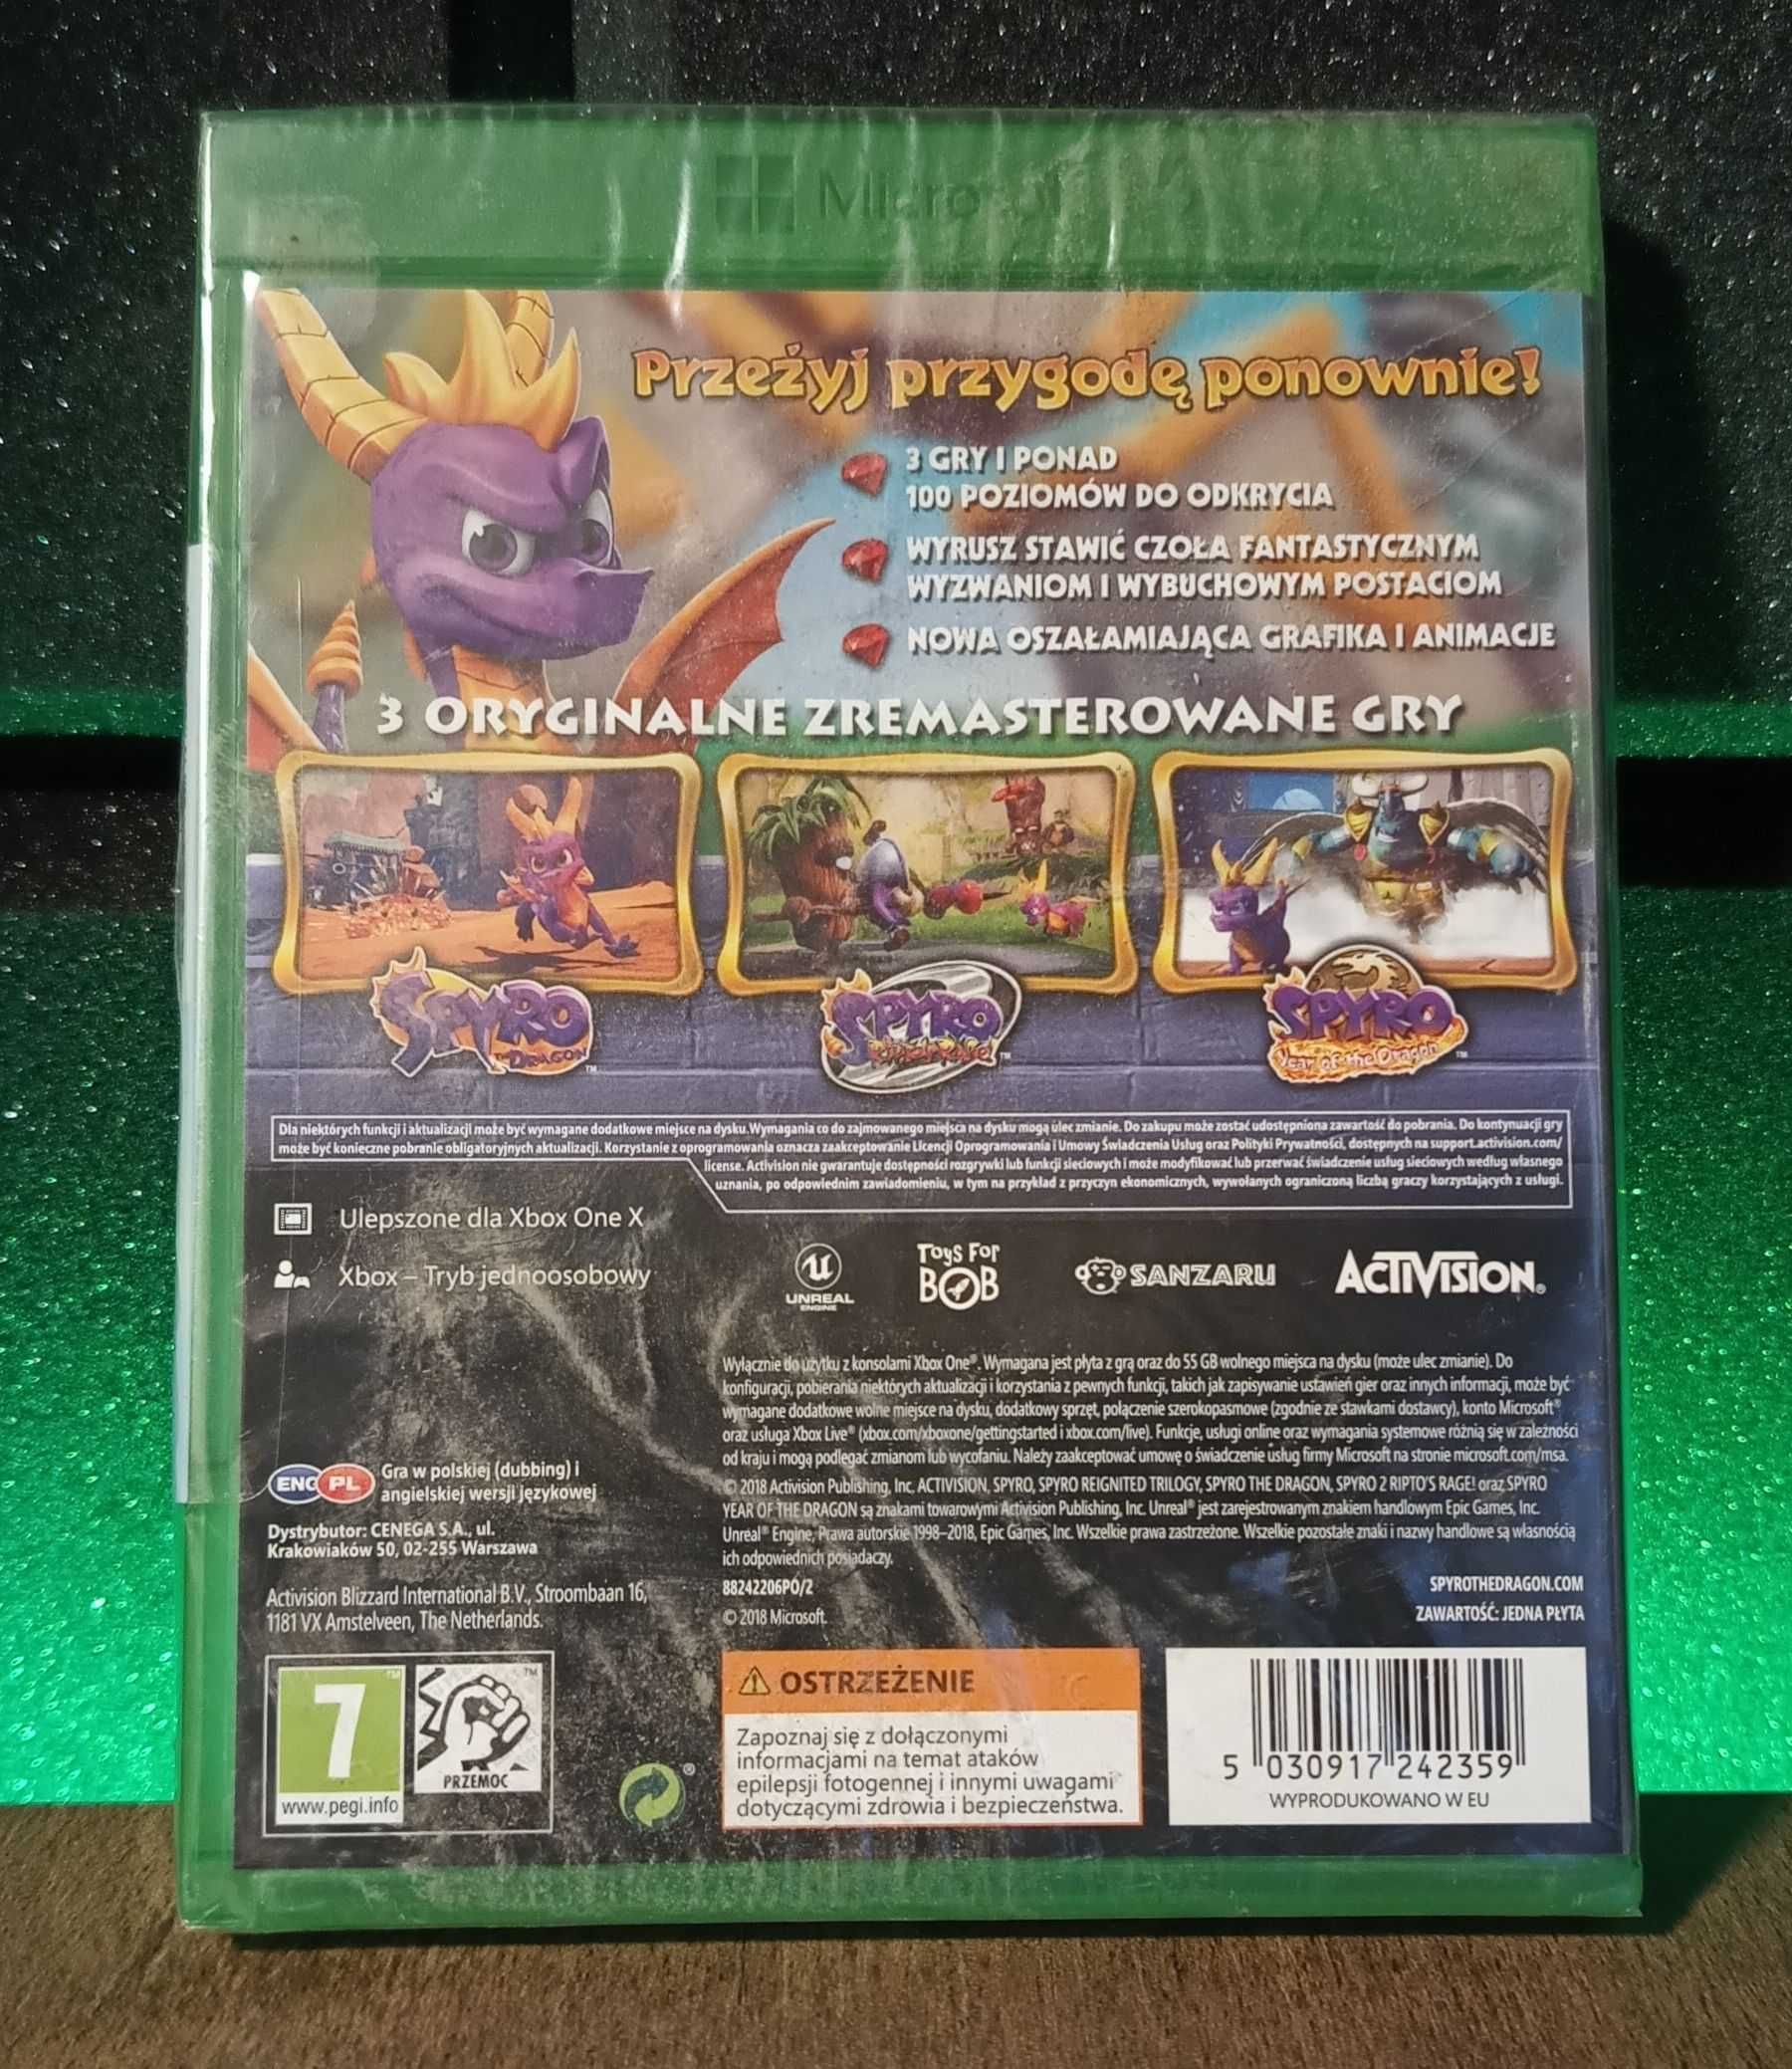 Microsoft
Przeżyj przygodę ponownie!
3 GRY I PONAD
100 POZIOMÓW DO ODKRYCIA
WYRUSZ STAWIĆ CZOŁA FANTASTYCZNYM
WYZWANIOM I WYBUCHOWYM POSTACIOM
NOWA OSZAŁAMIAJĄCA GRAFIKA I ANIMACJE
3 ORYGINALNE ZREMASTEROWANE GRY
SPYRO THE DRAGON™
SPYRO 2 Ripto's Rage!™
SPYRO Year of the Dragon™
Dla niektórych funkcji i aktualizacji może być wymagane dodatkowe miejsce na dysku. Wymagania co do zajmowanego miejsca na dysku mogą ulec zmianie. Do zakupu może zostać udostępniona zawartość do pobrania. Do kontynuacji gry
może być konieczne pobranie obligatoryjnych aktualizacji. Korzystanie z oprogramowania oznacza zaakceptowanie Licencji Oprogramowania i Umowy Świadczenia Usług oraz Polityki Prywatności, dostępnych na support.activision.com/
license. Activision nie gwarantuje dostępności rozgrywki lub funkcji sieciowych i może modyfikować lub przerwać świadczenie usług sieciowych według własnego
uznania, po odpowiednim zawiadomieniu, w tym na przykład z przyczyn ekonomicznych, wywołanych ograniczoną liczbą graczy korzystających z usługi.
Ulepszone dla Xbox One X
Xbox – Tryb jednoosobowy
UNREAL
ENGINE
Toys For
BOB
SANZARU
ACTIVISION®
Wyłącznie do użytku z konsolami Xbox One®. Wymagana jest płyta z grą oraz do 55 GB wolnego miejsca na dysku (może ulec zmianie). Do
konfiguracji, pobierania niektórych aktualizacji i korzystania z pewnych funkcji, takich jak zapisywanie ustawień gier oraz innych informacji, może być
wymagane dodatkowe wolne miejsce na dysku, dodatkowy sprzęt, połączenie szerokopasmowe (zgodnie ze stawkami dostawcy), konto Microsoft®
oraz usługa Xbox Live® (xbox.com/xboxone/gettingstarted i xbox.com/live). Funkcje, usługi online oraz wymagania systemowe różnią się w zależności
od kraju i mogą podlegać zmianom lub wycofaniu. Należy zaakceptować umowę o świadczenie usług firmy Microsoft na stronie microsoft.com/msa.
© 2018 Activision Publishing, Inc. ACTIVISION, SPYRO, SPYRO REIGNITED TRILOGY, SPYRO THE DRAGON, SPYRO 2 RIPTO'S RAGE! oraz SPYRO
YEAR OF THE DRAGON są znakami towarowymi Activision Publishing, Inc. Unreal® jest zarejestrowanym znakiem handlowym Epic Games, Inc.
Unreal® Engine, Prawa autorskie 1998–2018, Epic Games, Inc. Wszelkie prawa zastrzeżone. Wszelkie pozostałe znaki i nazwy handlowe są własnością
ich odpowiednich posiadaczy.
88242206PO/2
© 2018 Microsoft.
SPYROTHEDRAGON.COM
ZAWARTOŚĆ: JEDNA PŁYTA
ENG PL
Gra w polskiej (dubbing) i
angielskiej wersji językowej
Dystrybutor: CENEGA S.A., ul.
Krakowiaków 50, 02-255 Warszawa
Activision Blizzard International B.V., Stroombaan 16,
1181 VX Amstelveen, The Netherlands.
7™
www.pegi.info
™
PRZEMOC
®
OSTRZEŻENIE
Zapoznaj się z dołączonymi
informacjami na temat ataków
epilepsji fotogennej i innymi uwagami
dotyczącymi zdrowia i bezpieczeństwa.
5 030917 242359
WYPRODUKOWANO W EU